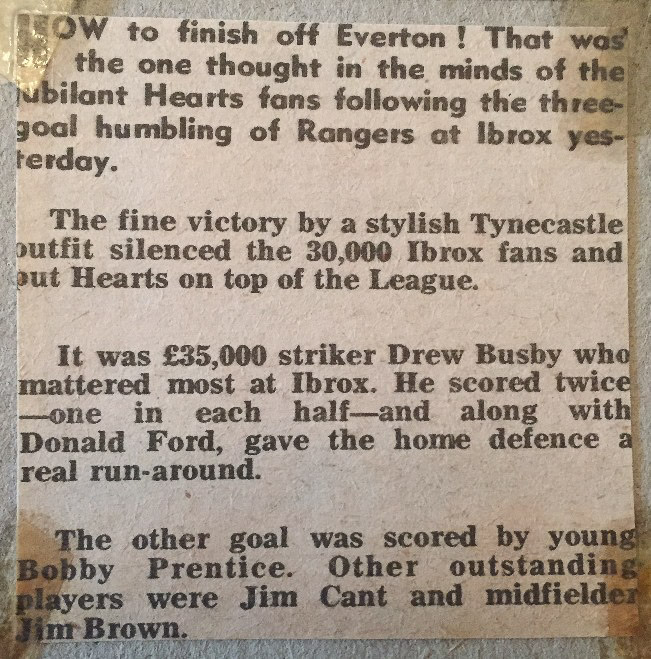 NOW to finish off Everton ! That was
the one thought in the minds of the
jubilant Hearts fans following the three-
goal humbling of Rangers at Ibrox yes-
terday.
The fine victory by a stylish Tynecastle
outfit silenced the 30,000 Ibrox fans and
put Hearts on top of the League.
It was £35,000 striker Drew Busby who
mattered most at Ibrox. He scored twice
—one in each half—and along with
Donald Ford, gave the home defence a
real run-around.
The other goal was scored by young
Bobby Prentice. Other outstanding
players were Jim Cant and midfielder
Jim Brown.